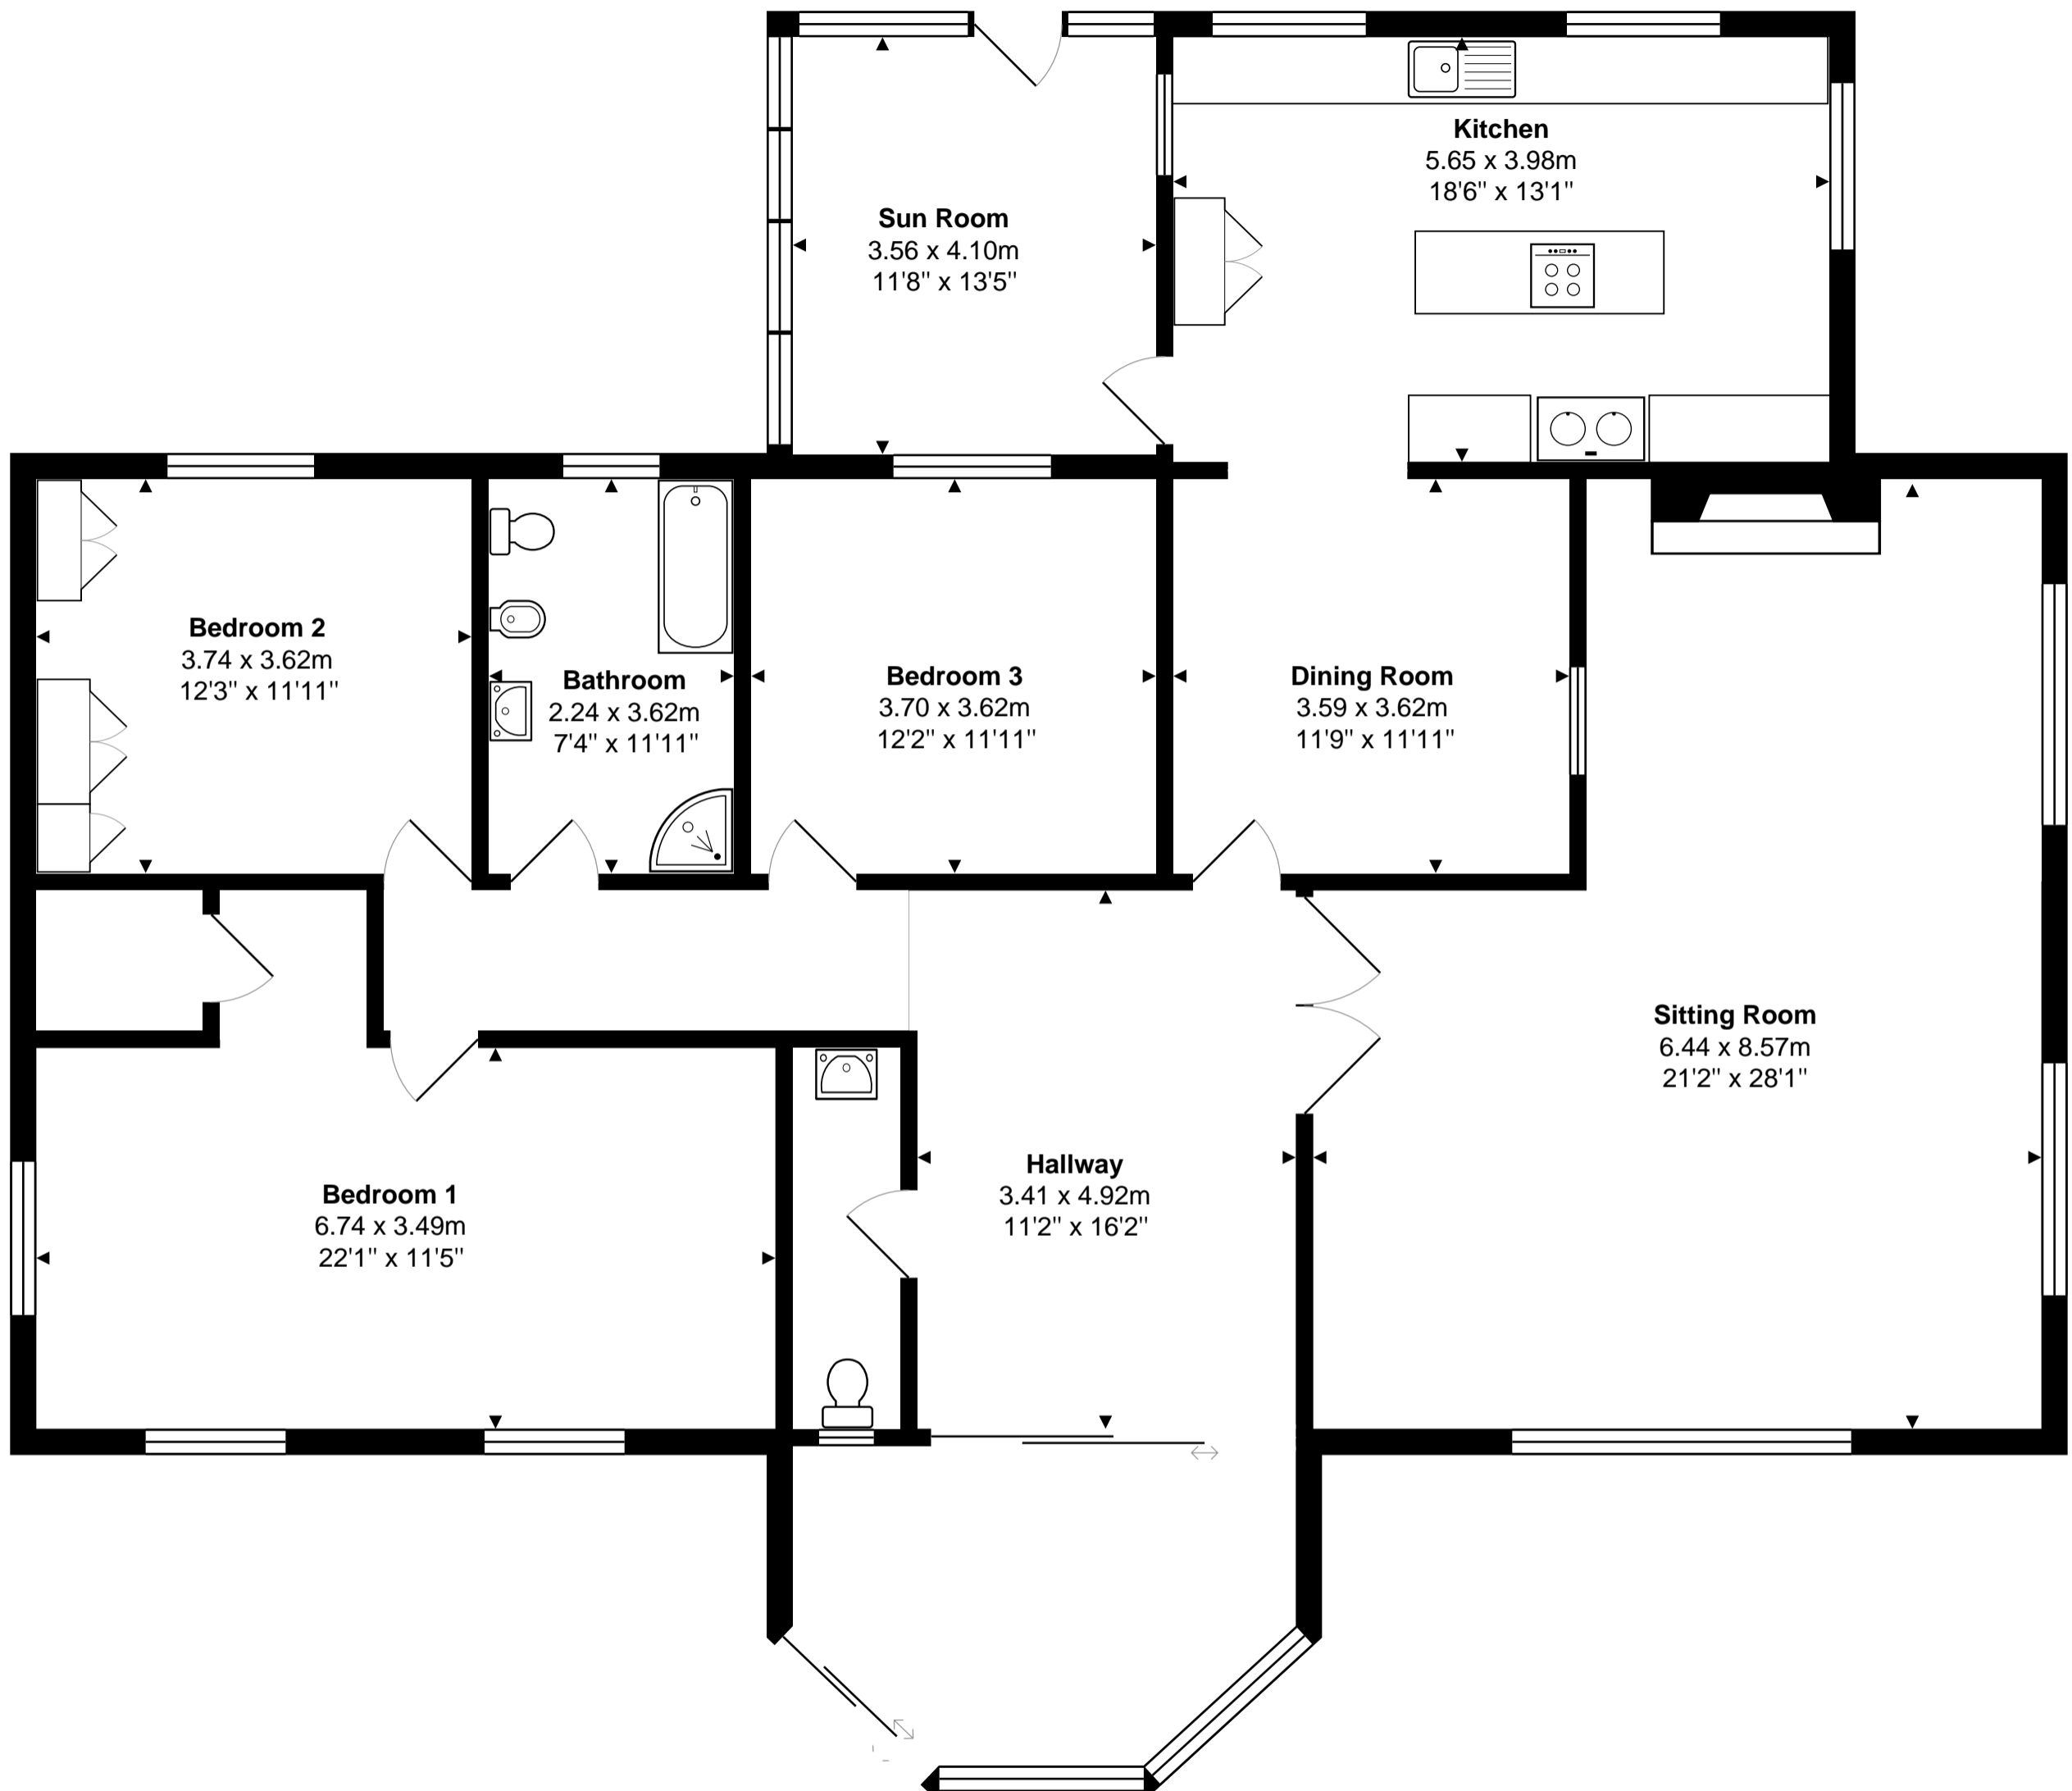 Kitchen
5.65 x 3.98m
18'6" x 13'1"
Sun Room
3.56 x 4.10m
11'8" x 13'5"
Bedroom 2
3.74 x 3.62m
12'3" x 11'11"
Bathroom
2.24 x 3.62m
7'4" x 11'11"
Bedroom 3
3.70 x 3.62m
12'2" x 11'11"
Dining Room
3.59 x 3.62m
11'9" x 11'11"
Sitting Room
6.44 x 8.57m
21'2" x 28'1"
Hallway
3.41 x 4.92m
11'2" x 16'2"
Bedroom 1
6.74 x 3.49m
22'1" x 11'5"